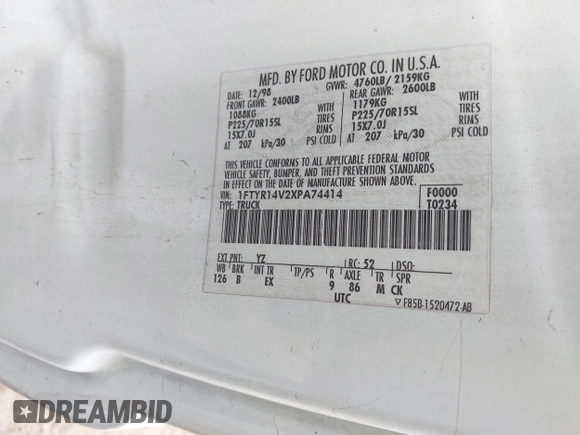 MFD. BY FORD MOTOR CO. IN U.S.A.
DATE: 12/98 GVWR: 4760LB/ 2159KG
FRONT GAWR: 2400LB REAR GAWR: 2600LB
1088KG WITH 1179KG WITH
P225/70R15SL TIRES P225/70R15SL TIRES
15X7.0J RIMS 15X7.0J RIMS
AT 207 kPa/30 PSI COLD AT 207 kPa/30 PSI COLD
THIS VEHICLE CONFORMS TO ALL APPLICABLE FEDERAL MOTOR
VEHICLE SAFETY, BUMPER, AND THEFT PREVENTION STANDARDS
IN EFFECT ON THE DATE OF MANUFACTURE SHOWN ABOVE.
VIN: 1FTYR14V2XPA74414 F0000
TYPE: TRUCK T0234
EXT PNT: YZ RC: 52 DSO:
WB BRK INT TR TP/PS R AXLE TR SPR
126 B EX 9 86 M CK
UTC F85B-1520472-AB
DREAMBID